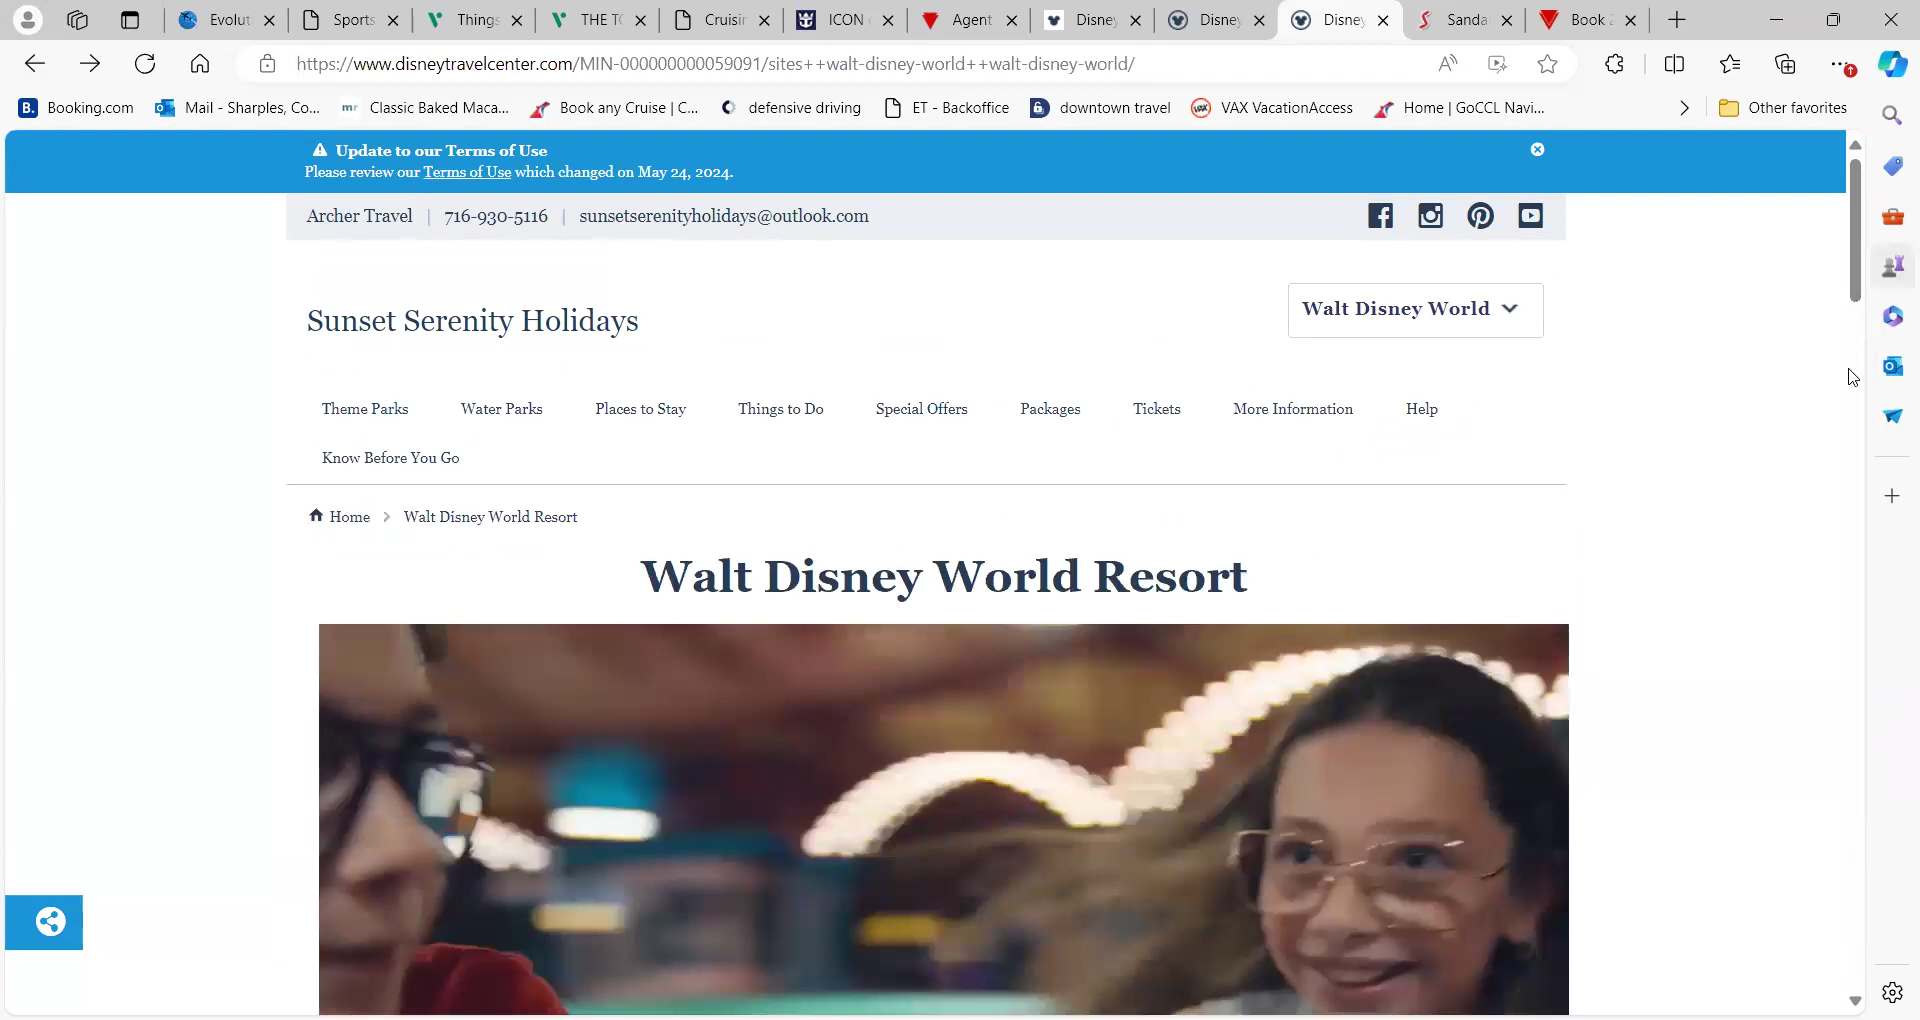 Evolut
Sports
Things
THE TO
Cruisin
ICON
Agent
Disney
Disney
Disney
Sanda
Book
https://www.disneytravelcenter.com/MIN-000000000059091/sites++walt-disney-world++walt-disney-world/
Booking.com
Mail - Sharples, Co...
Classic Baked Maca...
Book any Cruise | C...
defensive driving
ET - Backoffice
downtown travel
VAX VacationAccess
Home | GoCCL Navi...
Other favorites
Update to our Terms of Use
Please review our Terms of Use which changed on May 24, 2024.
Archer Travel | 716-930-5116 | sunsetserenityholidays@outlook.com
Sunset Serenity Holidays
Walt Disney World
Theme Parks Water Parks Places to Stay Things to Do Special Offers Packages Tickets More Information Help
Know Before You Go
Home > Walt Disney World Resort
Walt Disney World Resort